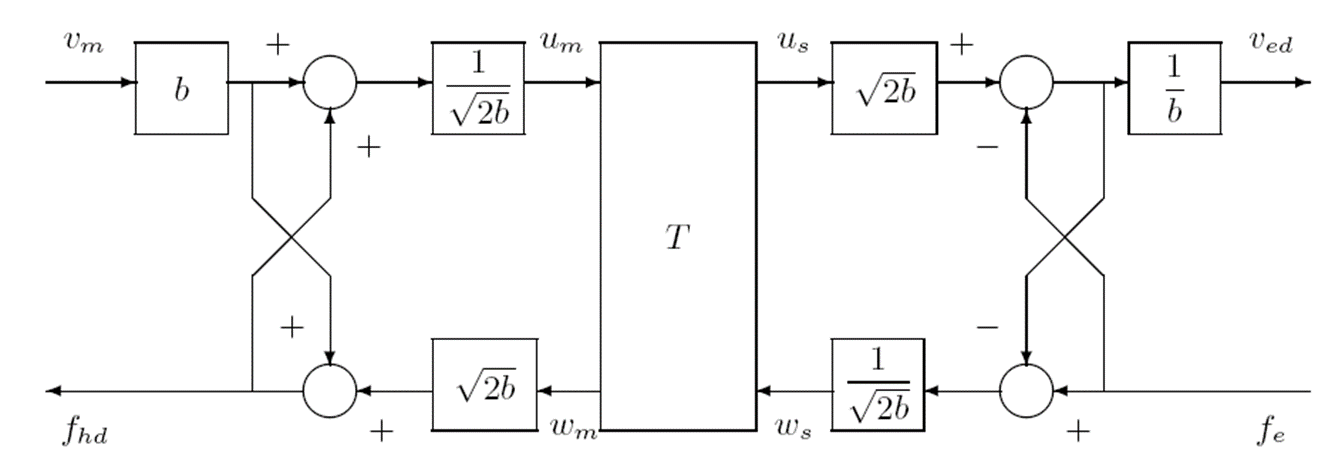 v_m + u_m u_s + v_{ed}
b \frac{1}{\sqrt{2b}} \sqrt{2b} \frac{1}{b}
+ −
T
+ −
\sqrt{2b} \frac{1}{\sqrt{2b}}
f_{hd} + w_m w_s + f_e